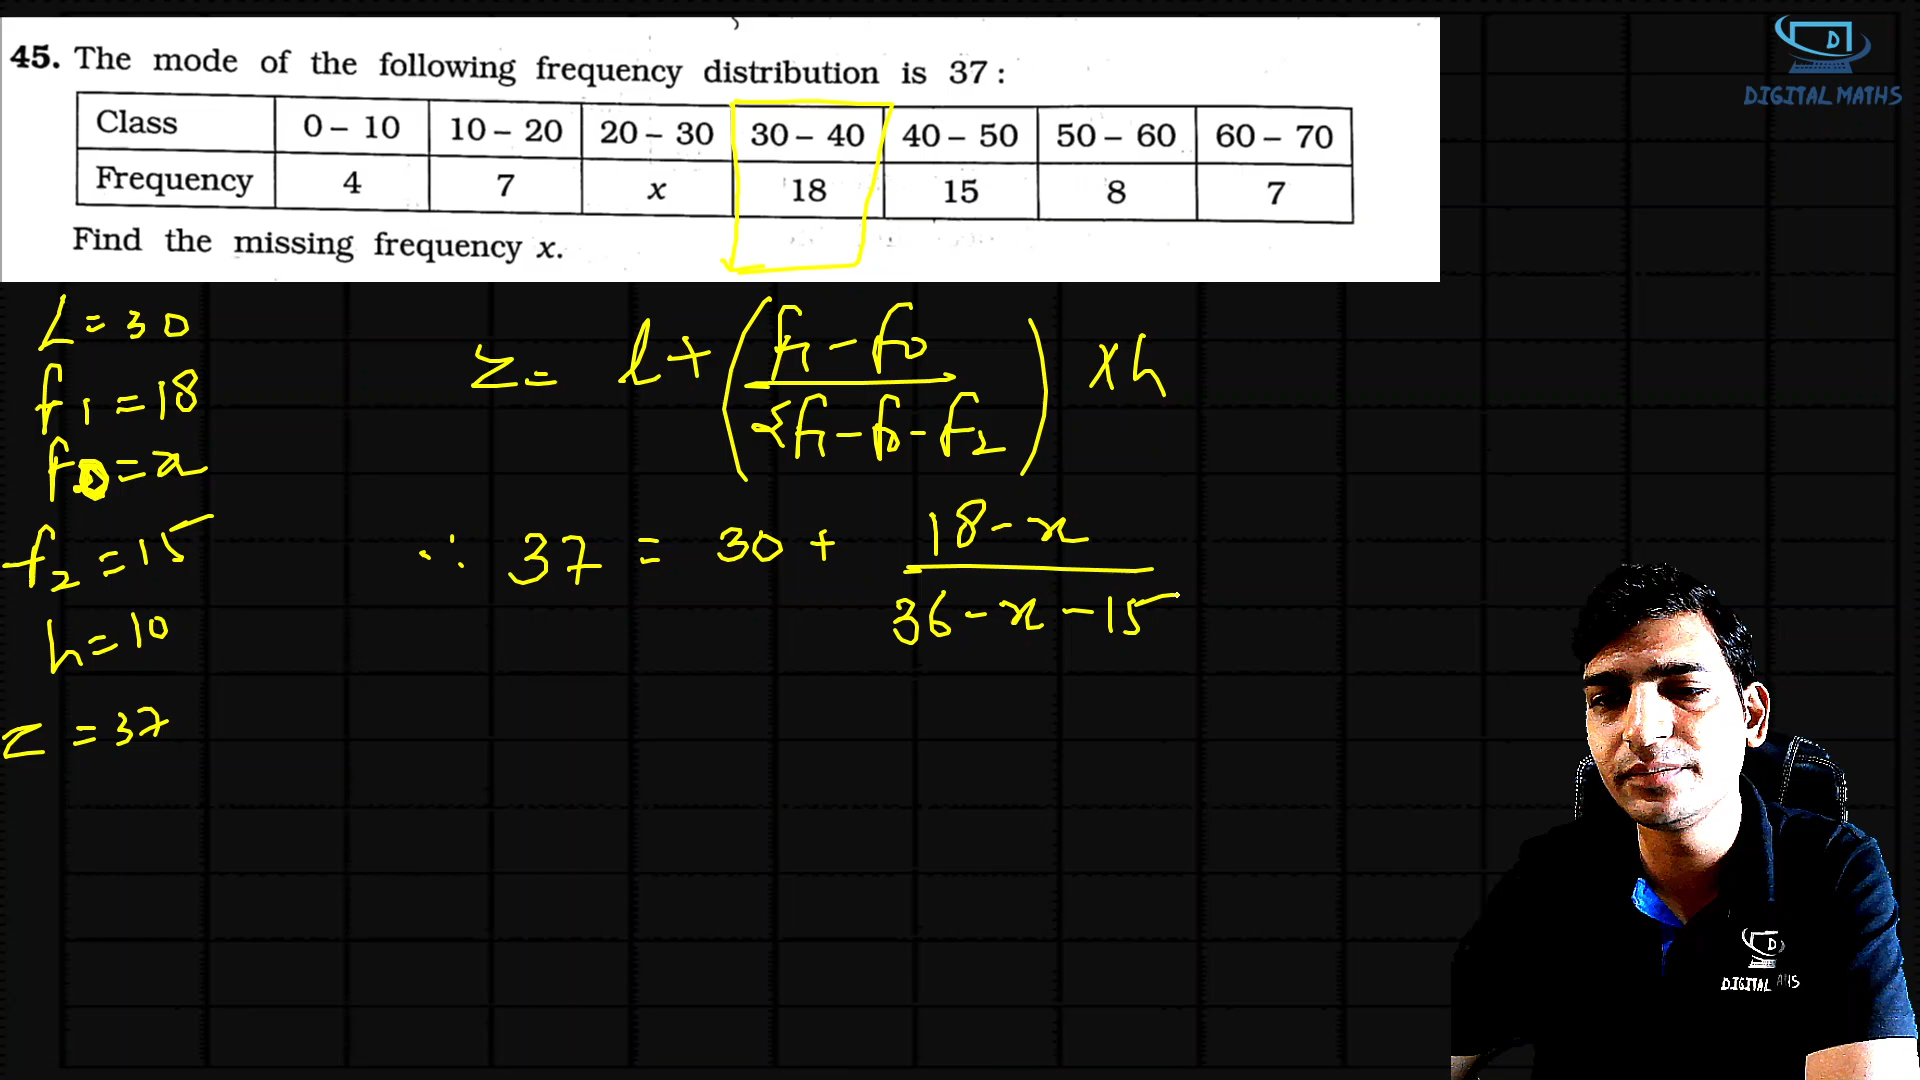 45. The mode of the following frequency distribution is 37 :
Class 0 – 10 10 – 20 20 – 30 30 – 40 40 – 50 50 – 60 60 – 70
Frequency 4 7 x 18 15 8 7
Find the missing frequency x.
L = 30
f1 = 18
f0 = x
f2 = 15
h = 10
z = 37
z = l + ( f1 – f0 / 2f1 – f0 – f2 ) × h
∵ 37 = 30 + 18 – x / 36 – x – 15
D
DIGITAL MATHS
D
DIGITAL